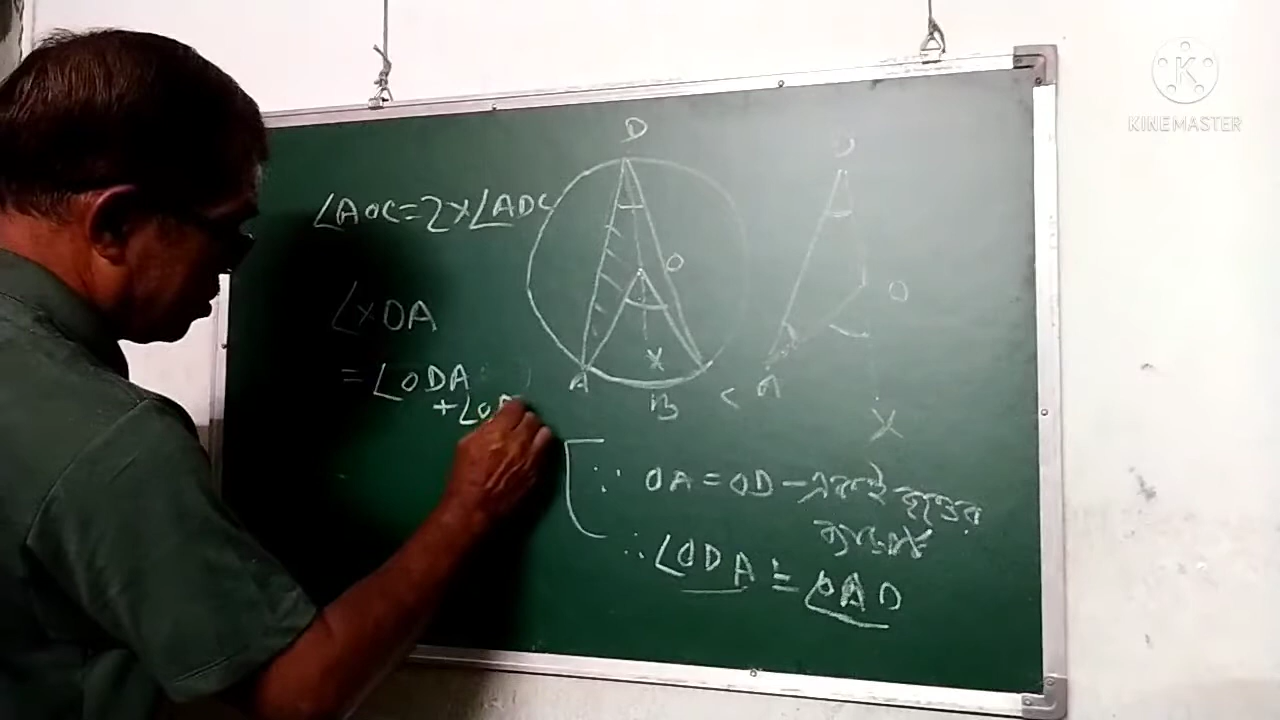 D
∠AOC=2×∠ADC
O
∠XOA
=∠ODA
+∠OA
A
X
B
C
D
O
A
X
∵ OA=OD – একই বৃত্তের
ব্যাসার্ধ
∴ ∠ODA = ∠OAD
K
KINEMASTER